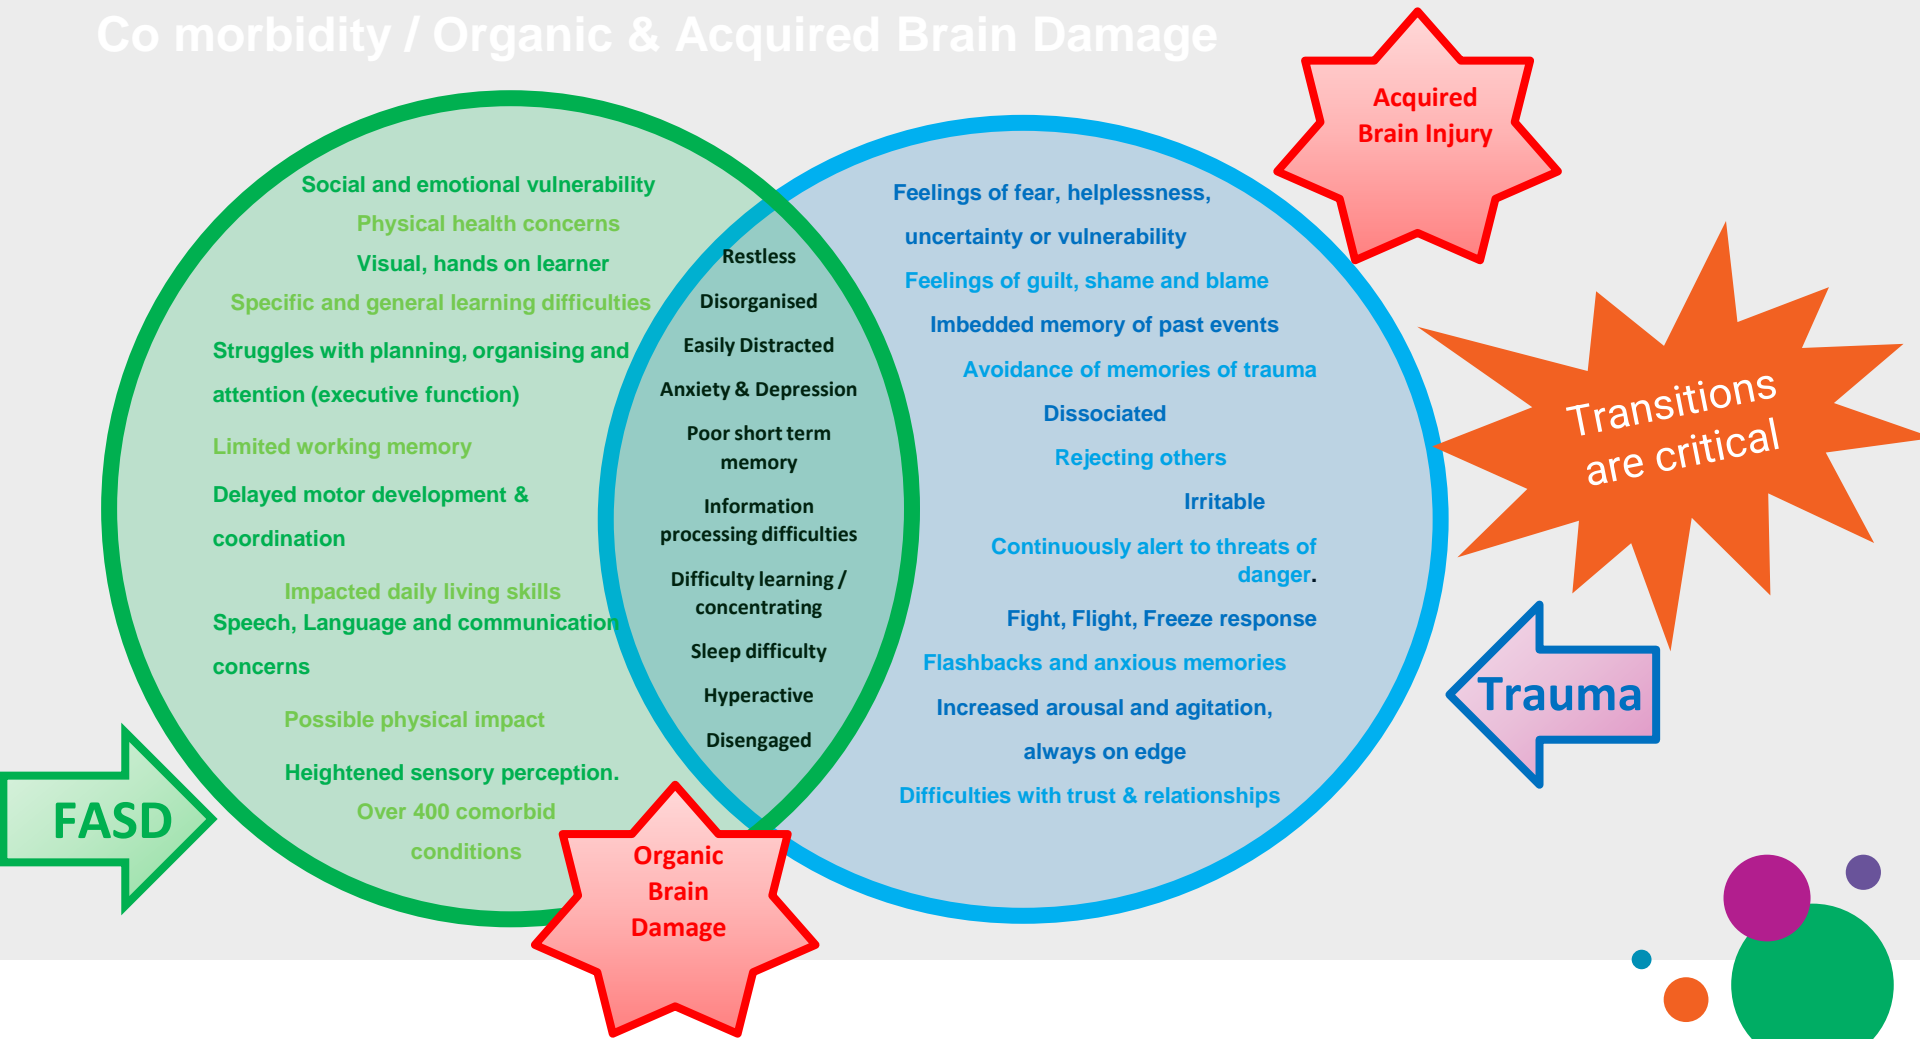 Co morbidity / Organic & Acquired Brain Damage
Acquired
Brain Injury
Social and emotional vulnerability
Physical health concerns
Visual, hands on learner
Specific and general learning difficulties
Struggles with planning, organising and
attention (executive function)
Limited working memory
Delayed motor development &
coordination
Impacted daily living skills
Speech, Language and communication
concerns
Possible physical impact
Heightened sensory perception.
Over 400 comorbid
conditions
Restless
Disorganised
Easily Distracted
Anxiety & Depression
Poor short term
memory
Information
processing difficulties
Difficulty learning /
concentrating
Sleep difficulty
Hyperactive
Disengaged
Feelings of fear, helplessness,
uncertainty or vulnerability
Feelings of guilt, shame and blame
Imbedded memory of past events
Avoidance of memories of trauma
Dissociated
Rejecting others
Irritable
Continuously alert to threats of
danger.
Fight, Flight, Freeze response
Flashbacks and anxious memories
Increased arousal and agitation,
always on edge
Difficulties with trust & relationships
Transitions
are critical
Trauma
FASD
Organic
Brain
Damage